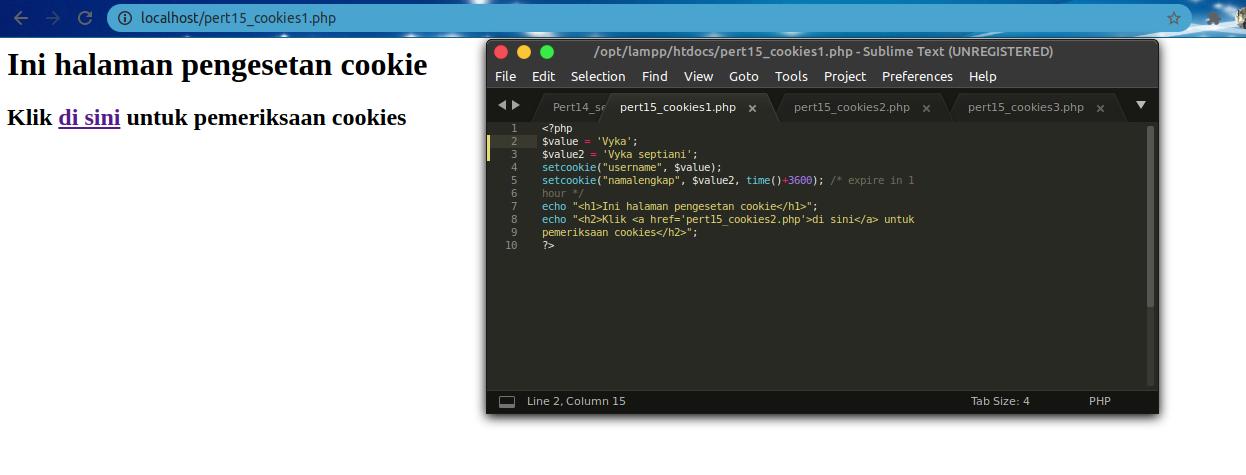 localhost/pert15_cookies1.php
Ini halaman pengesetan cookie
Klik di sini untuk pemeriksaan cookies
/opt/lampp/htdocs/pert15_cookies1.php - Sublime Text (UNREGISTERED)
File Edit Selection Find View Goto Tools Project Preferences Help
Pert14_se pert15_cookies1.php × pert15_cookies2.php × pert15_cookies3.php ×
1 <?php
2 $value = 'Vyka';
3 $value2 = 'Vyka septiani';
4 setcookie("username", $value);
5 setcookie("namalengkap", $value2, time()+3600); /* expire in 1
6 hour */
7 echo "<h1>Ini halaman pengesetan cookie</h1>";
8 echo "<h2>Klik <a href='pert15_cookies2.php'>di sini</a> untuk
9 pemeriksaan cookies</h2>";
10 ?>
Line 2, Column 15 Tab Size: 4 PHP